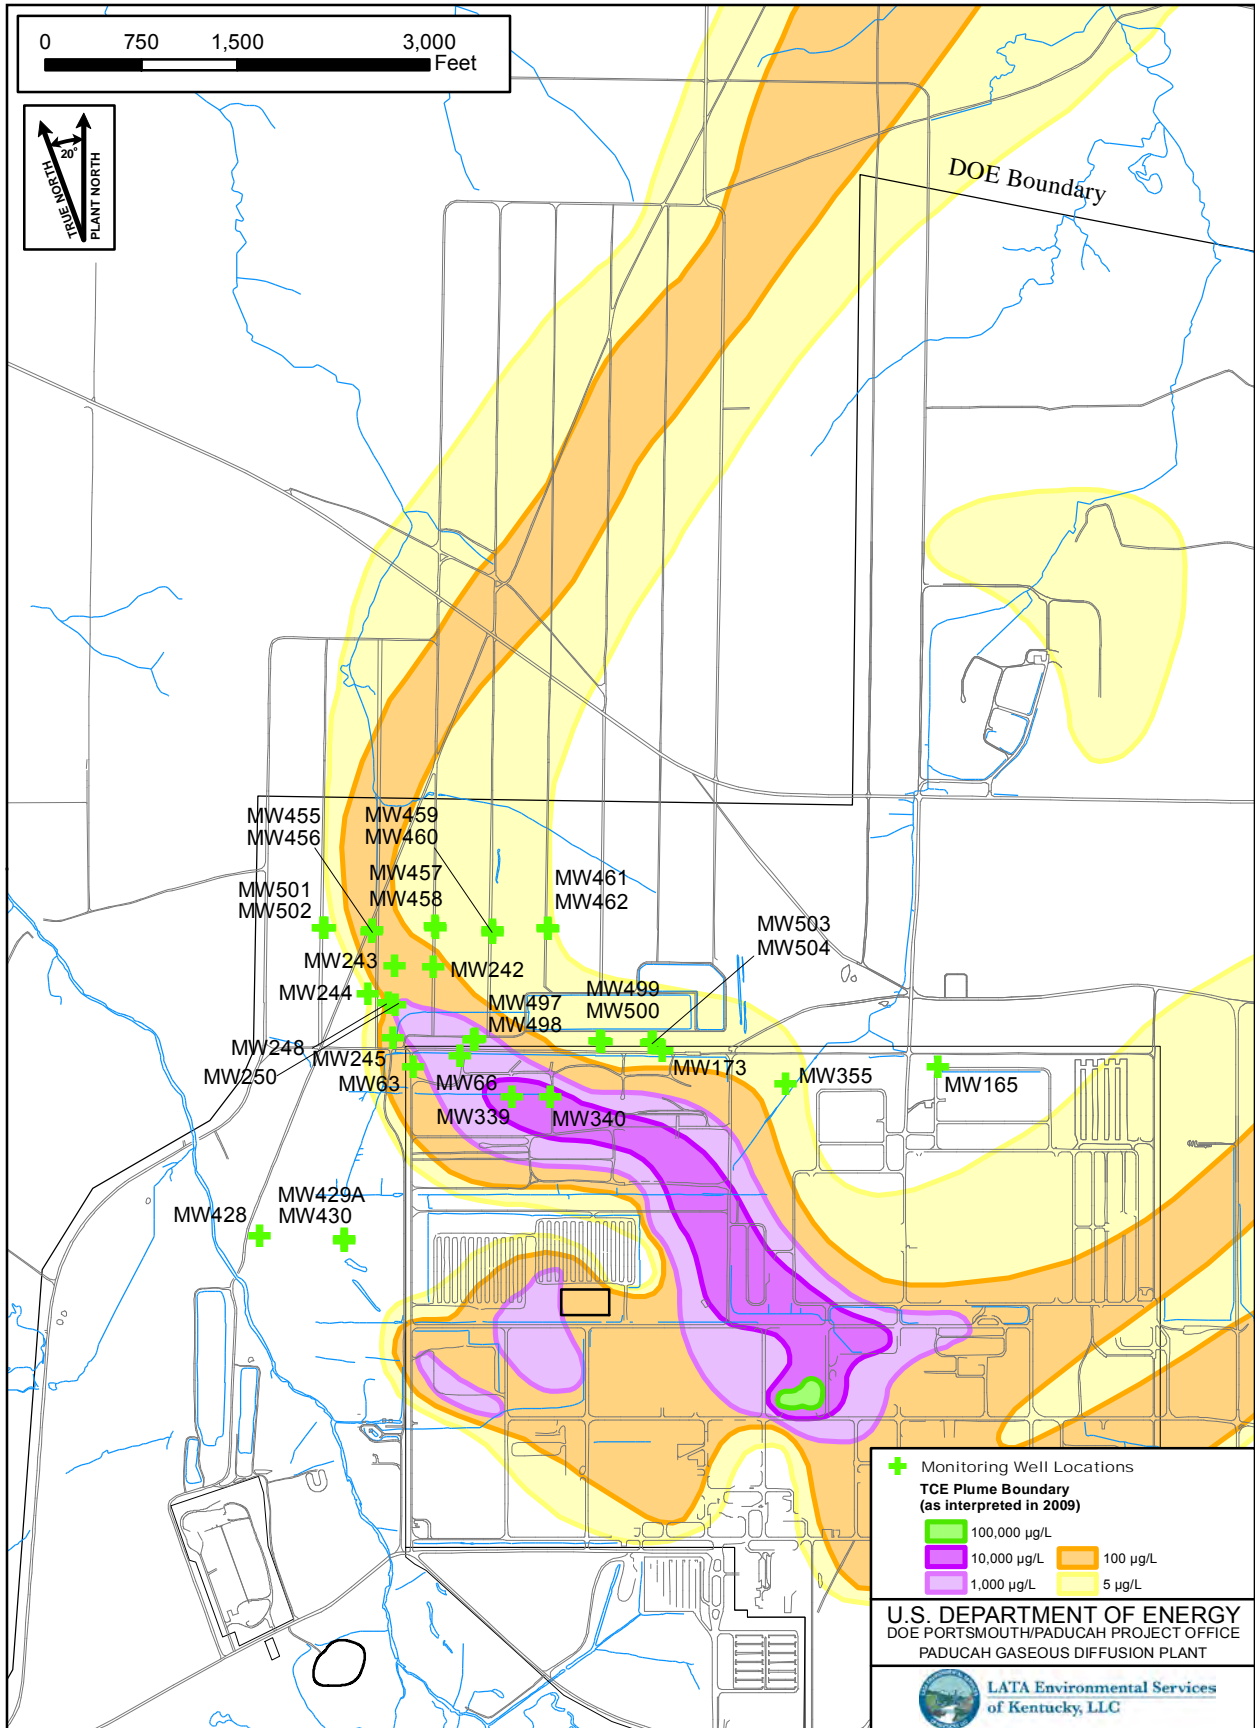 0 750 1,500 3,000
Feet
20°
TRUE NORTH
PLANT NORTH
DOE Boundary
MW455
MW456
MW459
MW460
MW457
MW458
MW461
MW462
MW501
MW502
MW503
MW504
MW243
MW242
MW244
MW499
MW500
MW497
MW498
MW248
MW245
MW250
MW63
MW66
MW173
MW355
MW165
MW339
MW340
MW429A
MW430
MW428
Monitoring Well Locations
TCE Plume Boundary
(as interpreted in 2009)
100,000 µg/L
10,000 µg/L
100 µg/L
1,000 µg/L
5 µg/L
U.S. DEPARTMENT OF ENERGY
DOE PORTSMOUTH/PADUCAH PROJECT OFFICE
PADUCAH GASEOUS DIFFUSION PLANT
LATA Environmental Services
of Kentucky, LLC